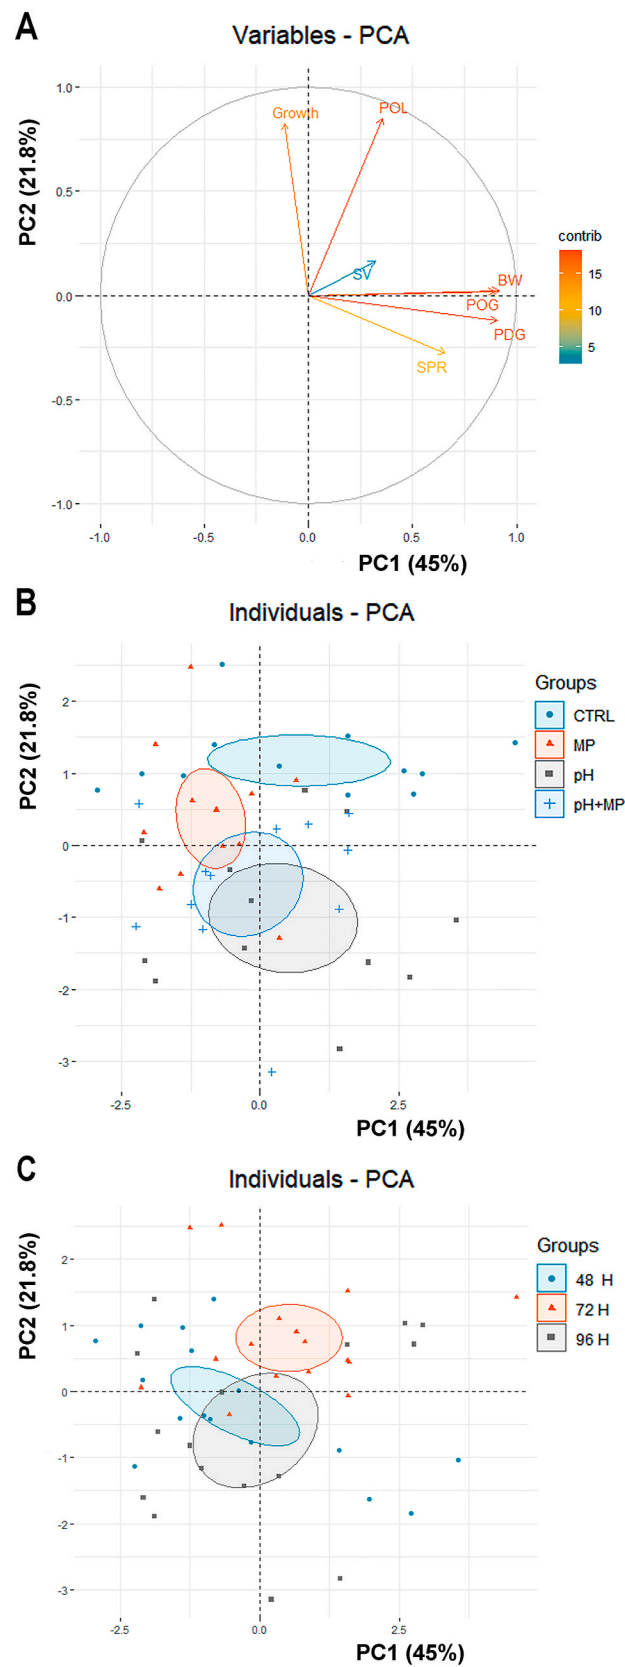 A
Variables - PCA
PC2 (21.8%)
1.0
0.5
0.0
-0.5
-1.0
Growth
POL
SV
BW
POG
PDG
SPR
contrib
15
10
5
-1.0
-0.5
0.0
0.5
1.0
PC1 (45%)
B
Individuals - PCA
PC2 (21.8%)
2
1
0
-1
-2
-3
Groups
CTRL
MP
pH
pH+MP
-2.5
0.0
2.5
PC1 (45%)
C
Individuals - PCA
PC2 (21.8%)
2
1
0
-1
-2
-3
Groups
48 H
72 H
96 H
-2.5
0.0
2.5
PC1 (45%)